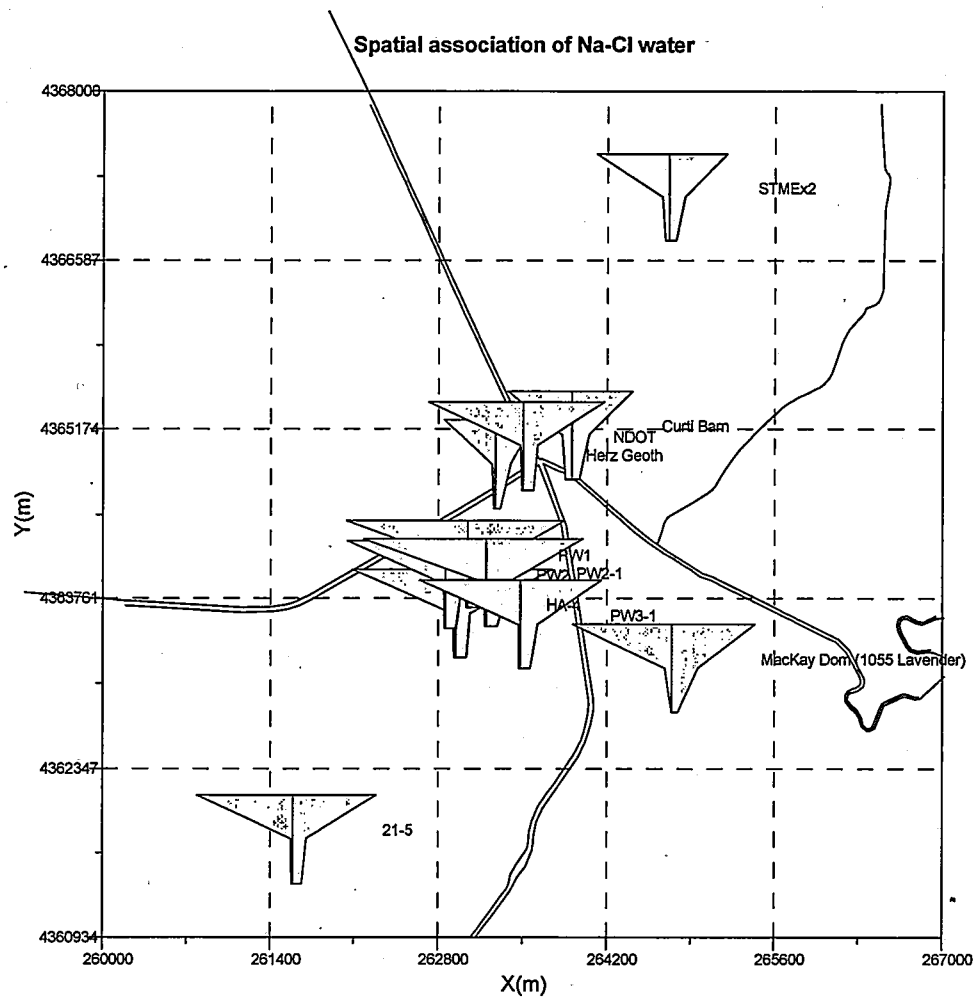 Spatial association of Na-Cl water
4368000
STMEx2
4366587
4365174
Curti Barn
NDOT
Herz Geoth
Y(m)
PW1
PW2
PW2-1
4363761
HA-4
PW3-1
MacKay Dom (1055 Lavender)
4362347
21-5
4360934
260000
261400
262800
264200
265600
267000
X(m)